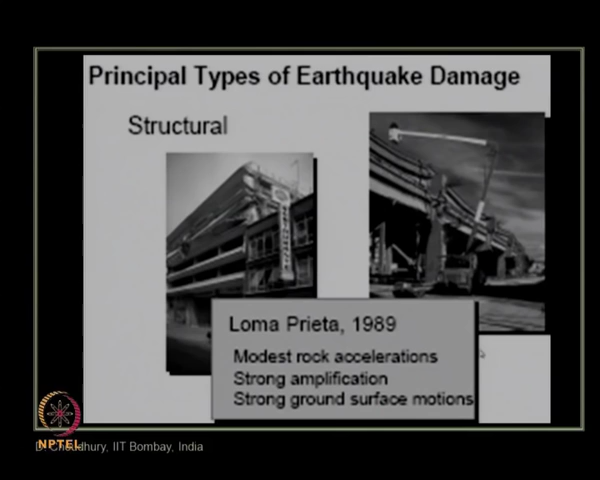 Principal Types of Earthquake Damage
Structural
Loma Prieta, 1989
Modest rock accelerations
Strong amplification
Strong ground surface motions
NPTEL
D. Choudhury, IIT Bombay, India